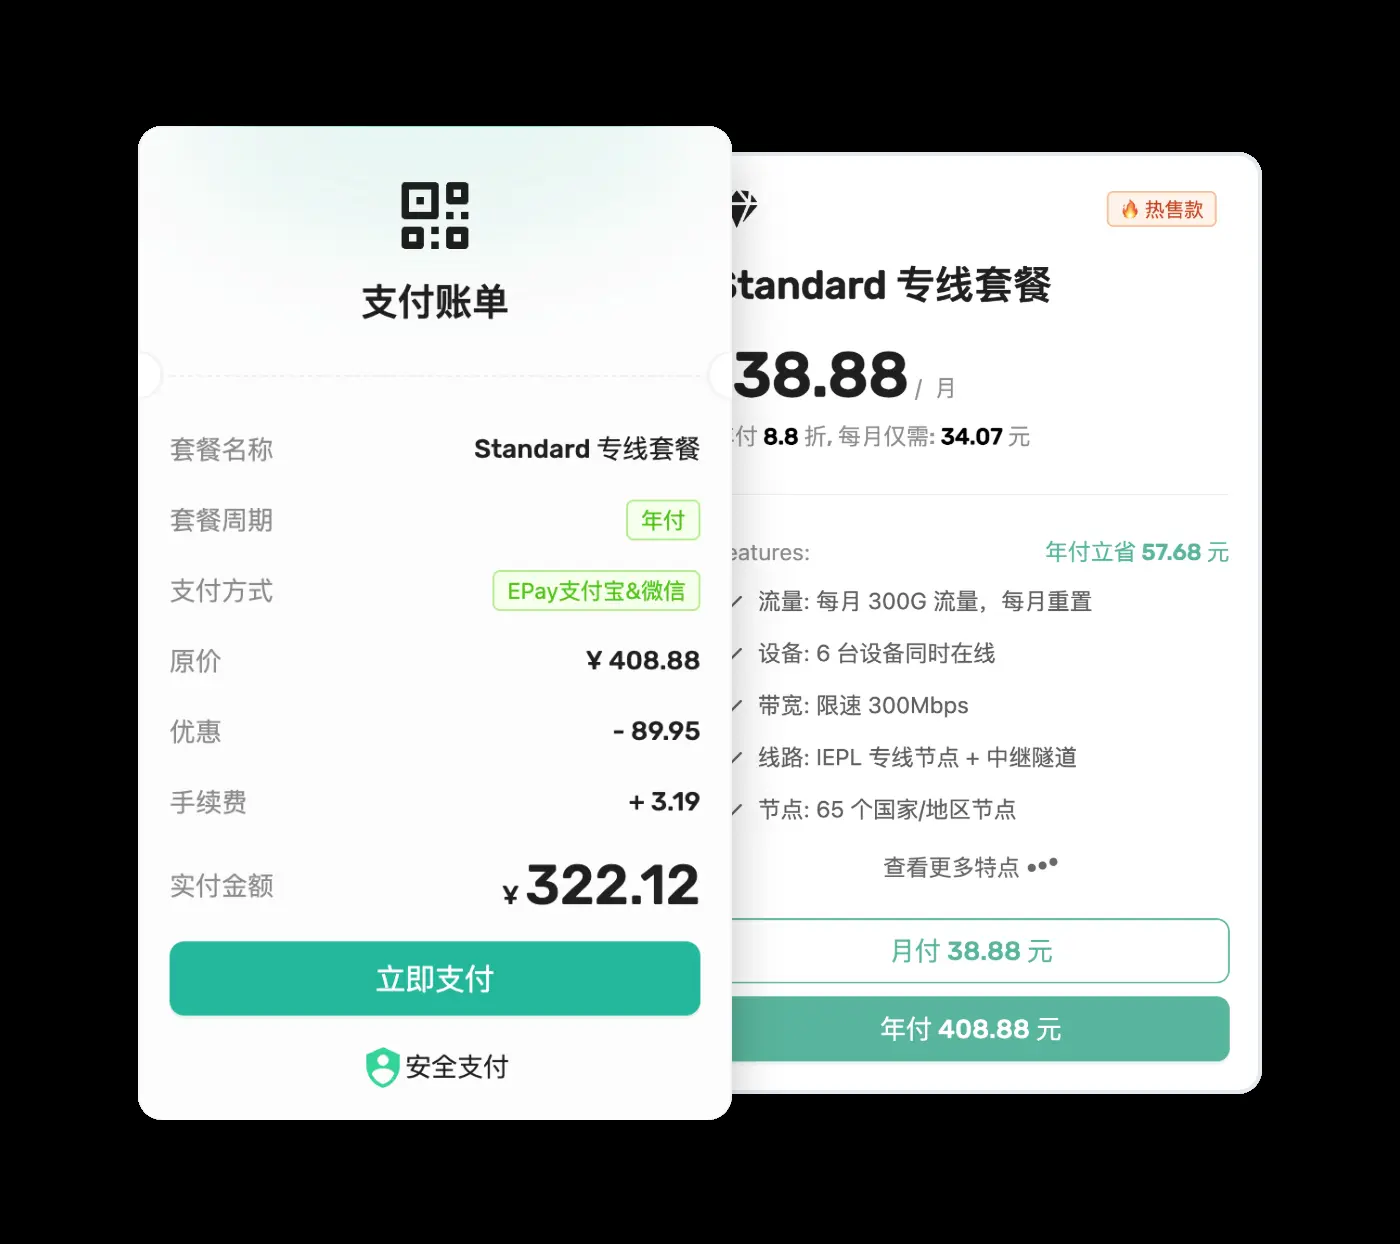 支付账单
套餐名称 Standard 专线套餐
套餐周期 年付
支付方式 EPay支付宝&微信
原价 ¥ 408.88
优惠 - 89.95
手续费 + 3.19
实付金额 ¥ 322.12
立即支付
安全支付
🔥 热售款
Standard 专线套餐
38.88 / 月
付 8.8 折, 每月仅需: 34.07 元
eatures: 年付立省 57.68 元
流量: 每月 300G 流量，每月重置
设备: 6 台设备同时在线
带宽: 限速 300Mbps
线路: IEPL 专线节点 + 中继隧道
节点: 65 个国家/地区节点
查看更多特点 •••
月付 38.88 元
年付 408.88 元